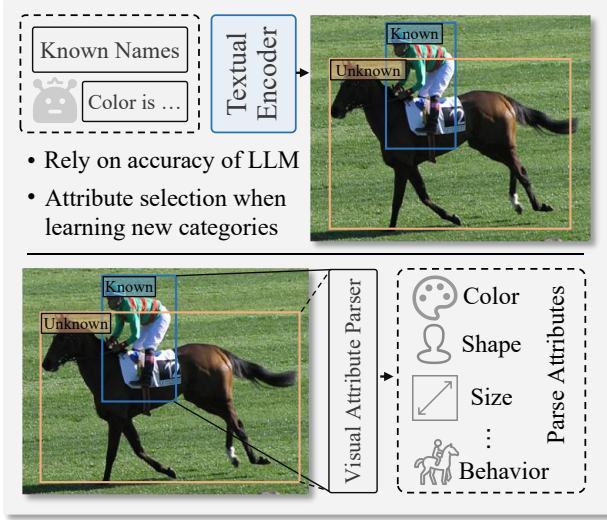 Known Names
Color is …
Textual
Encoder
Known
Unknown
• Rely on accuracy of LLM
• Attribute selection when
learning new categories
Known
Unknown
Visual Attribute Parser
Color
Shape
Size
⋮
Behavior
Parse Attributes